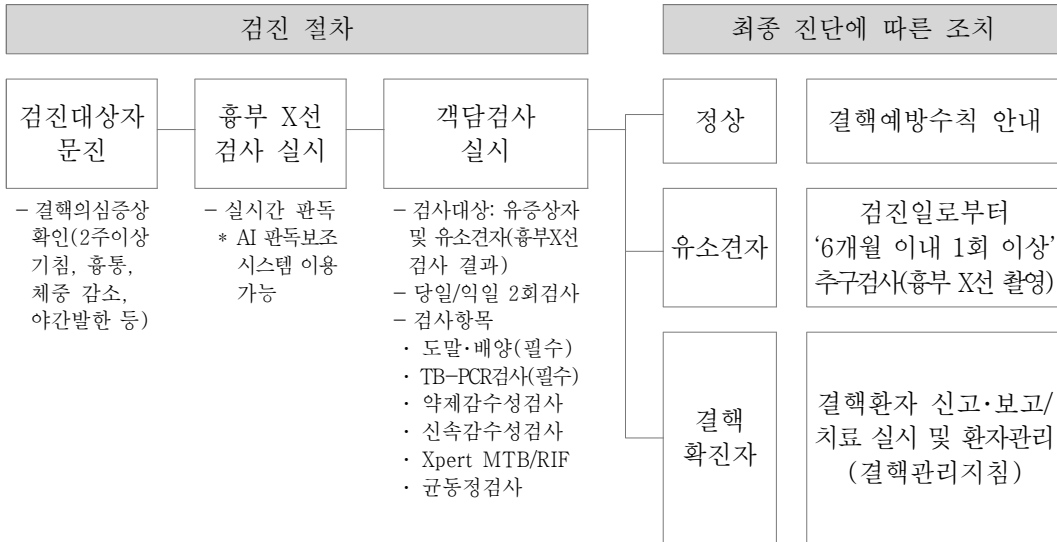 검진 절차
최종 진단에 따른 조치
검진대상자
문진
흉부 X선
검사 실시
객담검사
실시
정상
결핵예방수칙 안내
- 결핵의심증상
확인(2주이상
기침, 흉통,
체중 감소,
야간발한 등)
- 실시간 판독
* AI 판독보조
시스템 이용
가능
- 검사대상: 유증상자
및 유소견자(흉부X선
검사 결과)
- 당일/익일 2회검사
- 검사항목
· 도말·배양(필수)
· TB-PCR검사(필수)
· 약제감수성검사
· 신속감수성검사
· Xpert MTB/RIF
· 균동정검사
유소견자
검진일로부터
‘6개월 이내 1회 이상’
추구검사(흉부 X선 촬영)
결핵
확진자
결핵환자 신고·보고/
치료 실시 및 환자관리
(결핵관리지침)